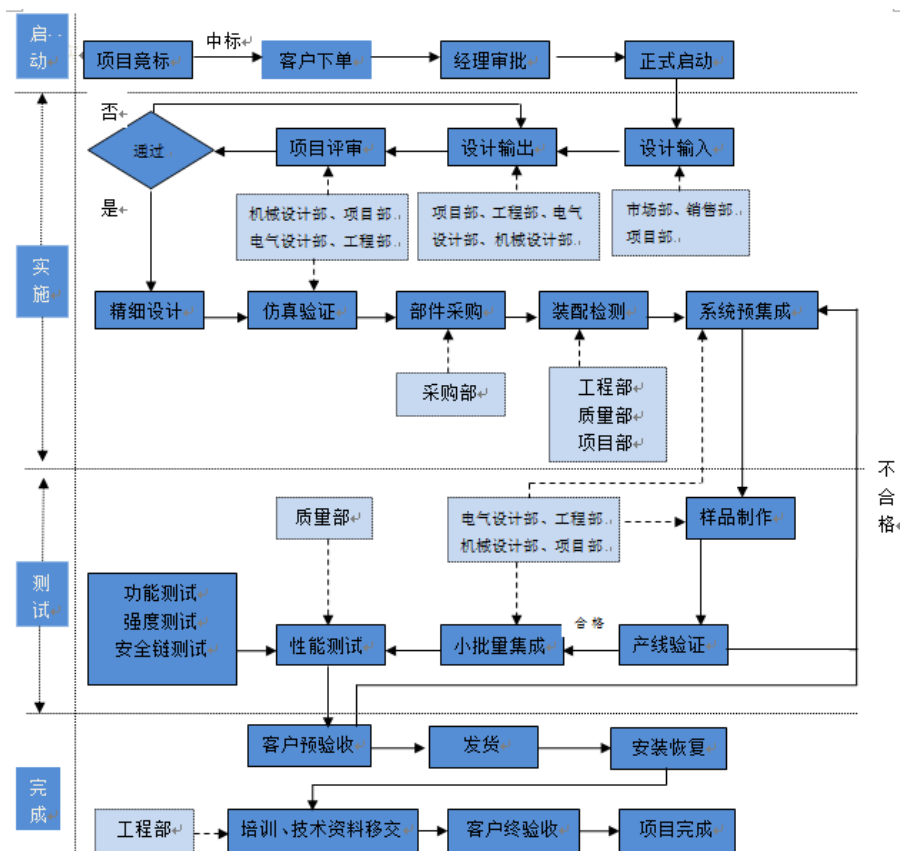 启
动
项目竞标
中标
客户下单
经理审批
正式启动
否
通过
项目评审
设计输出
设计输入
是
机械设计部、项目部
电气设计部、工程部
项目部、工程部、电气
设计部、机械设计部
市场部、销售部
项目部
实
施
精细设计
仿真验证
部件采购
装配检测
系统预集成
采购部
工程部
质量部
项目部
不
合
格
质量部
电气设计部、工程部
机械设计部、项目部
样品制作
测
试
功能测试
强度测试
安全链测试
性能测试
小批量集成
合格
产线验证
客户预验收
发货
安装恢复
完
成
工程部
培训、技术资料移交
客户终验收
项目完成